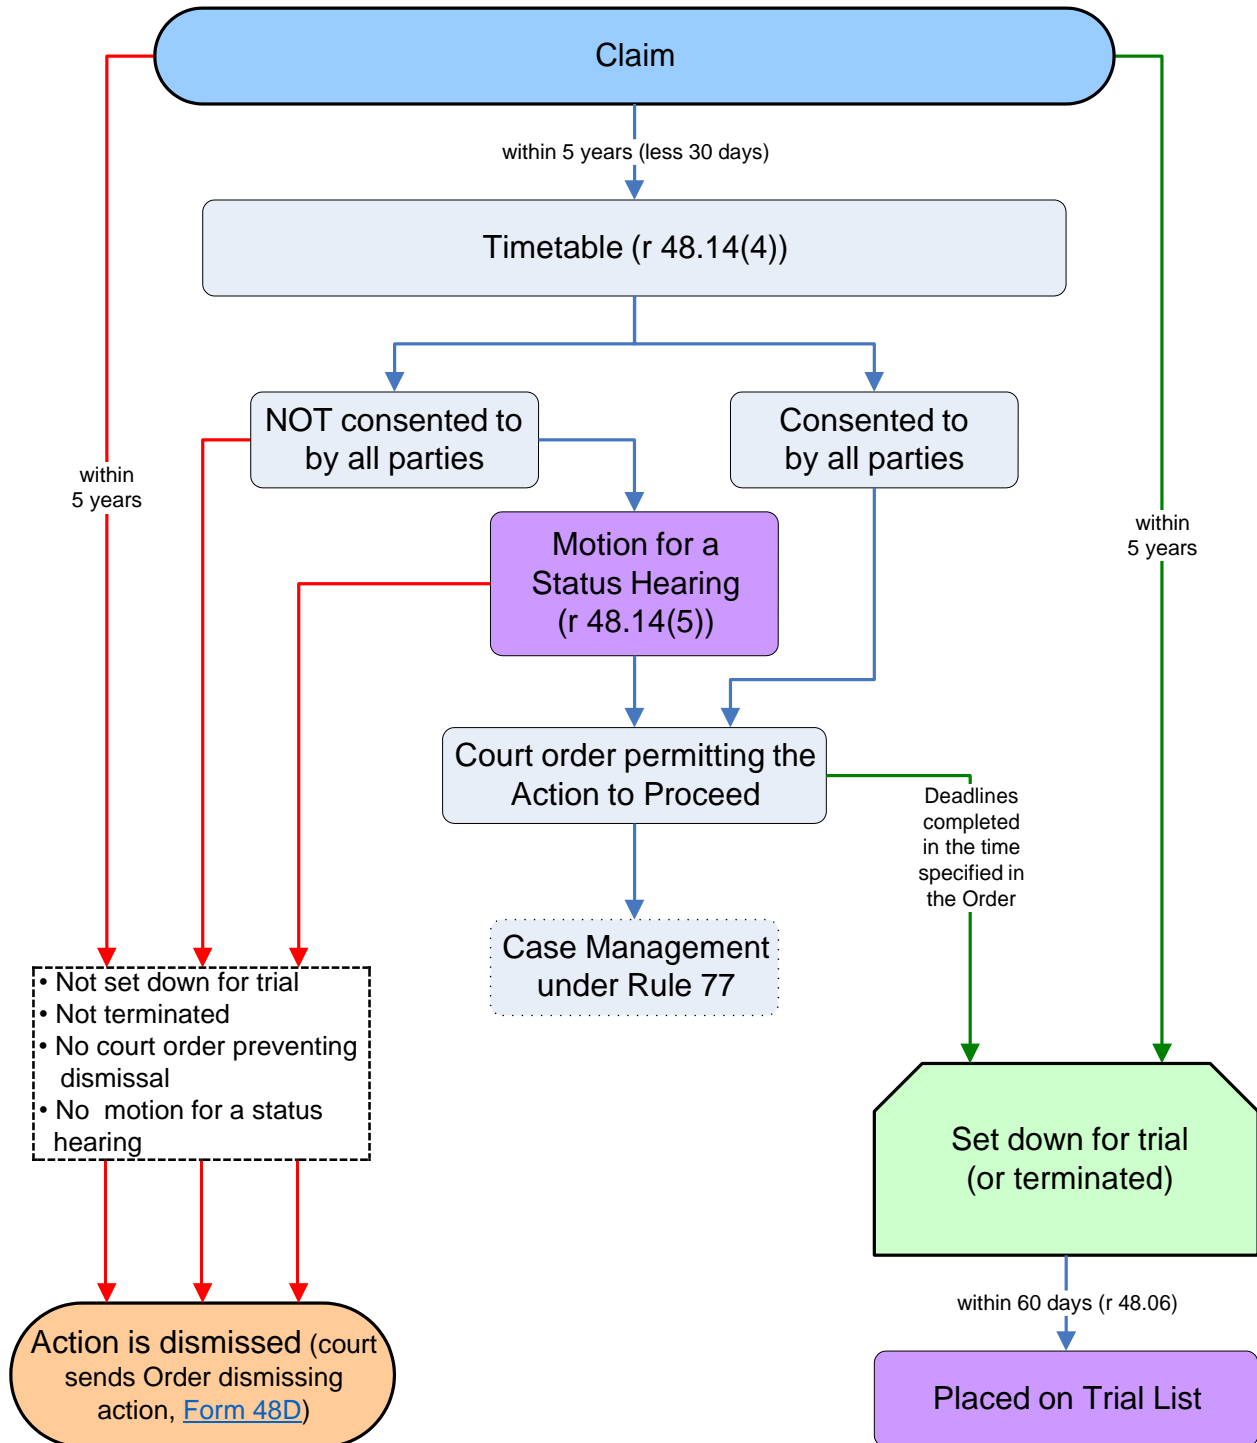 Claim
within 5 years (less 30 days)
Timetable (r 48.14(4))
NOT consented to
by all parties
Consented to
by all parties
within
5 years
Motion for a
Status Hearing
(r 48.14(5))
within
5 years
Court order permitting the
Action to Proceed
Deadlines
completed
in the time
specified in
the Order
Case Management
under Rule 77
• Not set down for trial
• Not terminated
• No court order preventing
dismissal
• No motion for a status
hearing
Set down for trial
(or terminated)
within 60 days (r 48.06)
Action is dismissed (court
sends Order dismissing
action, Form 48D)
Placed on Trial List